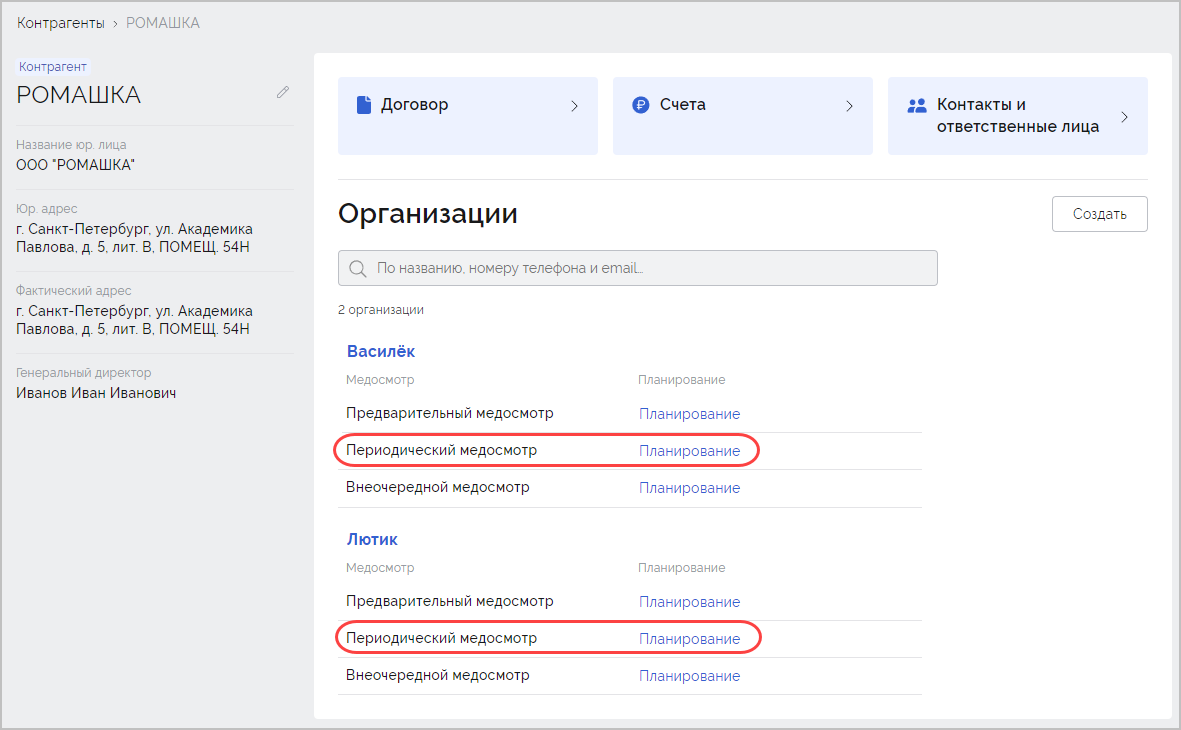 Контрагенты › РОМАШКА
Контрагент
РОМАШКА
Название юр. лица
ООО "РОМАШКА"
Юр. адрес
г. Санкт-Петербург, ул. Академика
Павлова, д. 5, лит. В, ПОМЕЩ. 54Н
Фактический адрес
г. Санкт-Петербург, ул. Академика
Павлова, д. 5, лит. В, ПОМЕЩ. 54Н
Генеральный директор
Иванов Иван Иванович
Договор
Счета
Контакты и
ответственные лица
Организации
Создать
По названию, номеру телефона и email...
2 организации
Василёк
Медосмотр Планирование
Предварительный медосмотр Планирование
Периодический медосмотр Планирование
Внеочередной медосмотр Планирование
Лютик
Медосмотр Планирование
Предварительный медосмотр Планирование
Периодический медосмотр Планирование
Внеочередной медосмотр Планирование